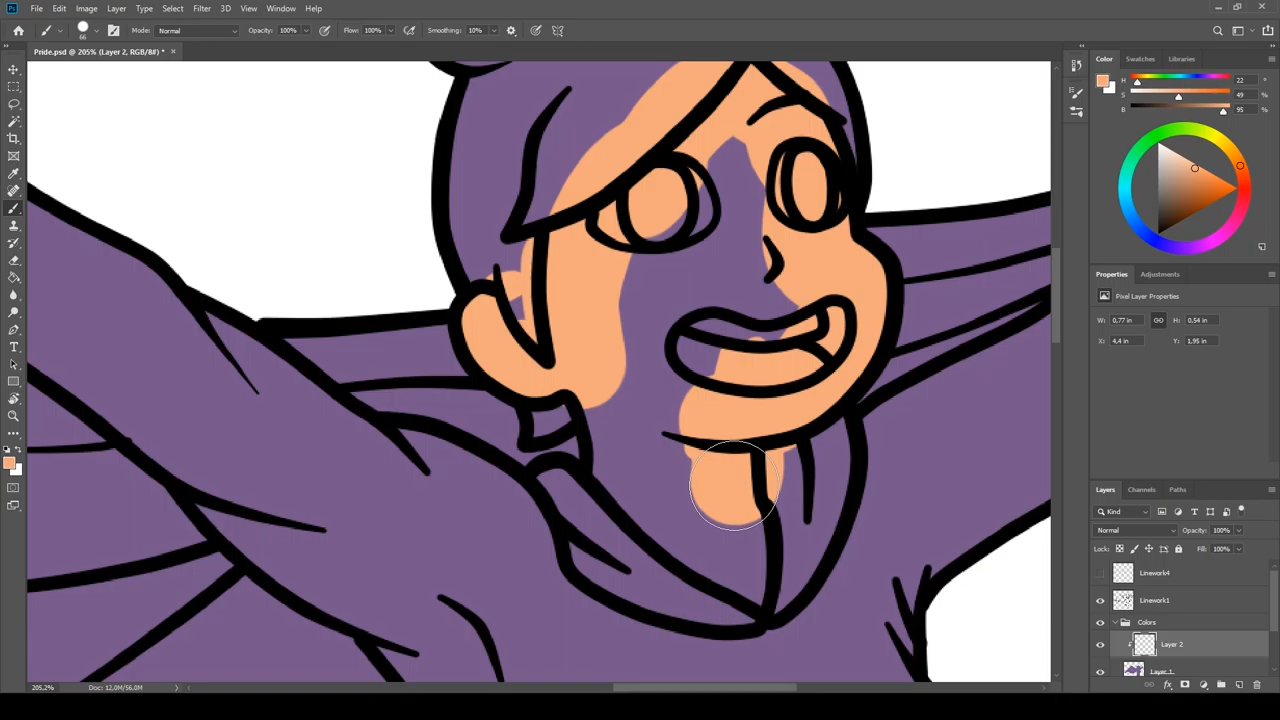 File Edit Image Layer Type Select Filter 3D View Window Help
66 Mode: Normal Opacity: 100% Flow: 100% Smoothing: 10%
Pride.psd @ 205% (Layer 2, RGB/8#) * ×
Color Swatches Libraries
H 22 °
S 49 %
B 95 %
Properties Adjustments
Pixel Layer Properties
W: 0,77 in H: 0,54 in
X: 4,4 in Y: 1,95 in
Layers Channels Paths
Kind
Normal Opacity: 100%
Lock: Fill: 100%
Linework4
Linework1
Colors
Layer 2
Layer 1
205,2% Doc: 12,0M/56,0M